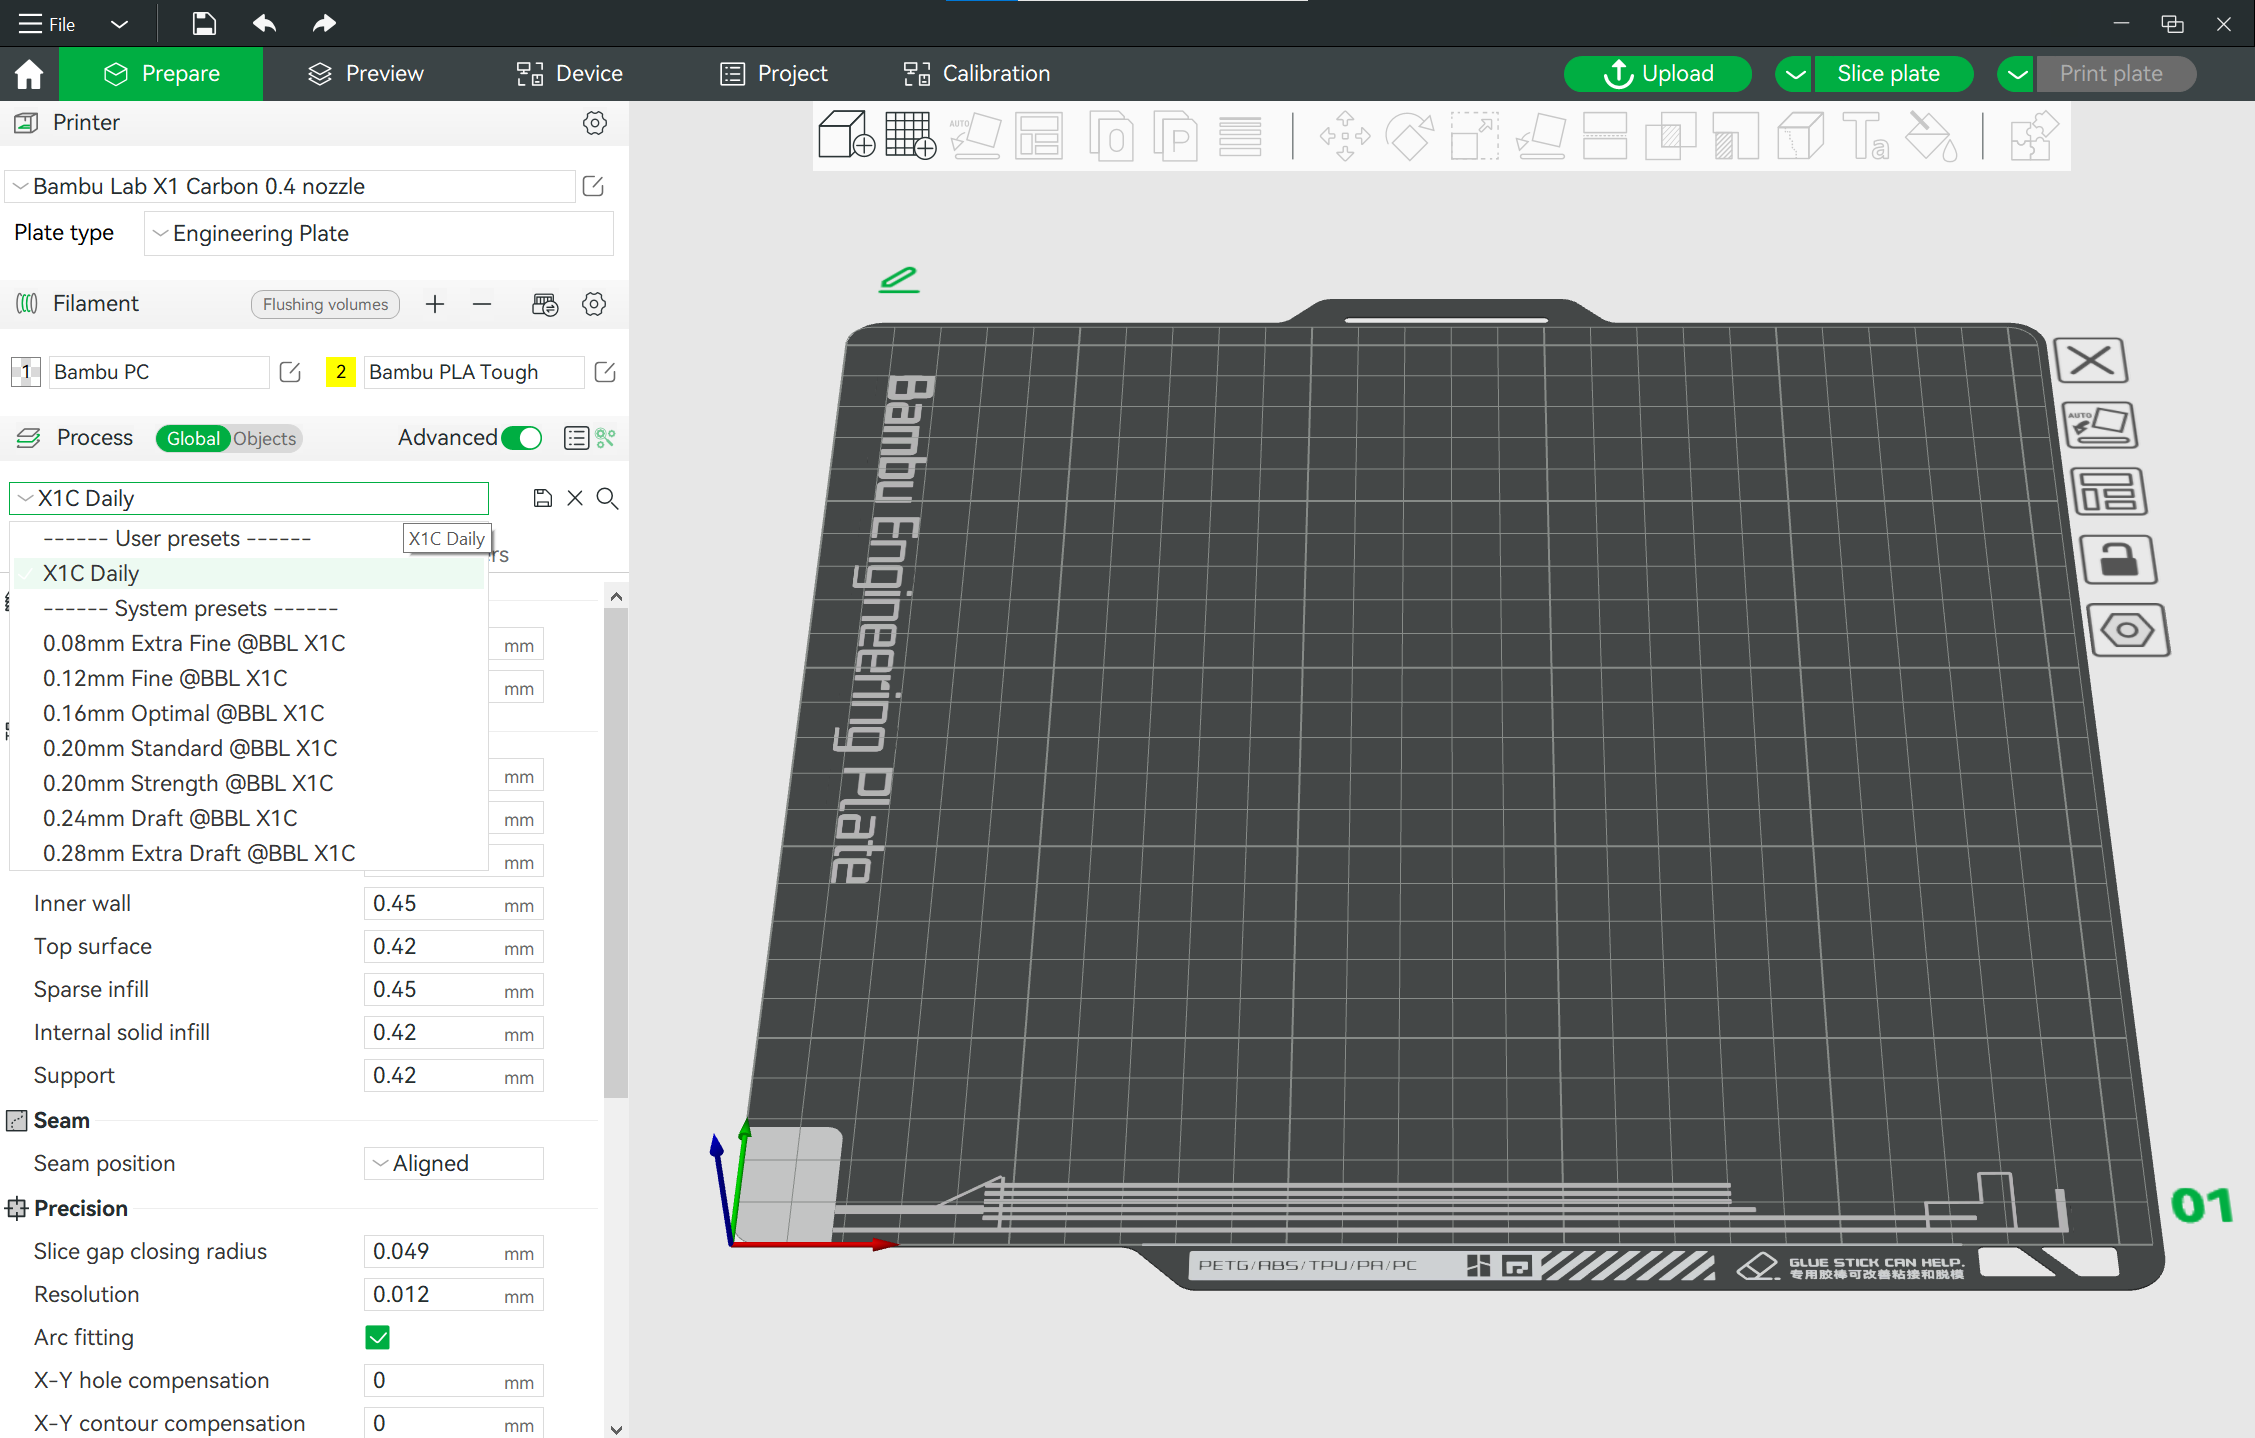 File
Prepare
Preview
Device
Project
Calibration
Upload
Slice plate
Print plate
Printer
Bambu Lab X1 Carbon 0.4 nozzle
Plate type
Engineering Plate
Filament
Flushing volumes
1
Bambu PC
2
Bambu PLA Tough
Process
Global
Objects
Advanced
X1C Daily
------ User presets ------
X1C Daily
rs
X1C Daily
------ System presets ------
0.08mm Extra Fine @BBL X1C
mm
0.12mm Fine @BBL X1C
mm
0.16mm Optimal @BBL X1C
0.20mm Standard @BBL X1C
0.20mm Strength @BBL X1C
mm
0.24mm Draft @BBL X1C
mm
0.28mm Extra Draft @BBL X1C
mm
Inner wall 0.45 mm
Top surface 0.42 mm
Sparse infill 0.45 mm
Internal solid infill 0.42 mm
Support 0.42 mm
Seam
Seam position Aligned
Precision
Slice gap closing radius 0.049 mm
Resolution 0.012 mm
Arc fitting
X-Y hole compensation 0 mm
X-Y contour compensation 0 mm
AUTO
O
P
Ta
Bambu Engineering Plate
AUTO
01
PETG/ABS/TPU/PA/PC
GLUE STICK CAN HELP.
专用胶棒可改善粘接和脱模